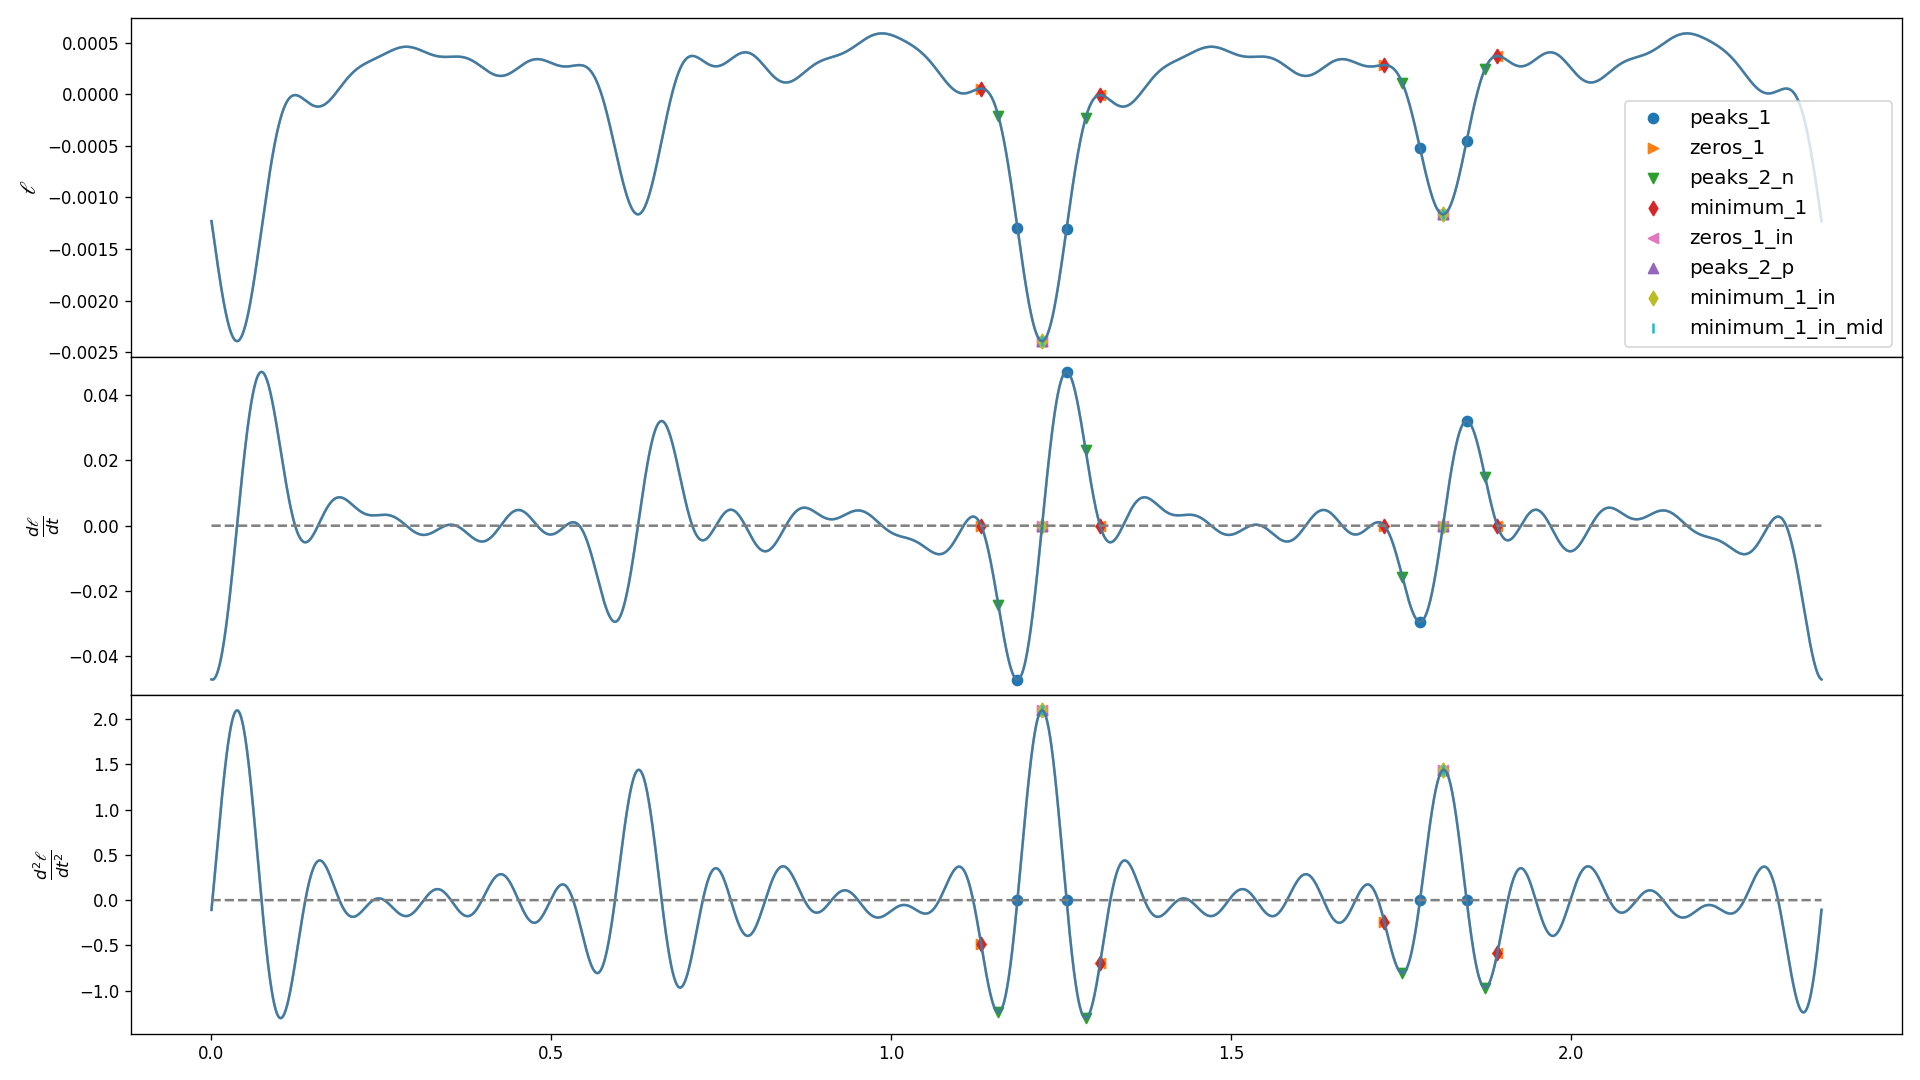 0.0005
0.0000
−0.0005
−0.0010
−0.0015
−0.0020
−0.0025
ℓ
peaks_1
zeros_1
peaks_2_n
minimum_1
zeros_1_in
peaks_2_p
minimum_1_in
minimum_1_in_mid
0.04
0.02
0.00
−0.02
−0.04
dℓ
dt
2.0
1.5
1.0
0.5
0.0
−0.5
−1.0
d²ℓ
dt²
0.0 0.5 1.0 1.5 2.0